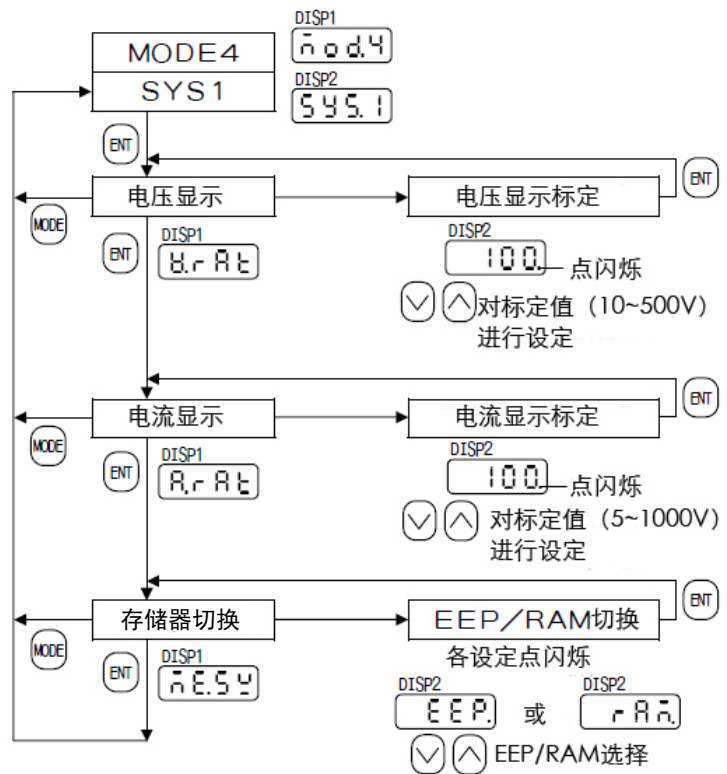 DISP1
MODE4
mod.4
SYS1
DISP2
SYS.1
ENT
ENT
电压显示
电压显示标定
MODE
ENT
DISP1
V.rAt
DISP2
100.
点闪烁
对标定值（10~500V）
进行设定
ENT
电流显示
电流显示标定
MODE
ENT
DISP1
A.rAt
DISP2
100.
点闪烁
对标定值（5~1000V）
进行设定
ENT
存储器切换
EEP/RAM切换
MODE
ENT
DISP1
mE.SW
各设定点闪烁
DISP2
EEP.
或
DISP2
rAm.
EEP/RAM选择